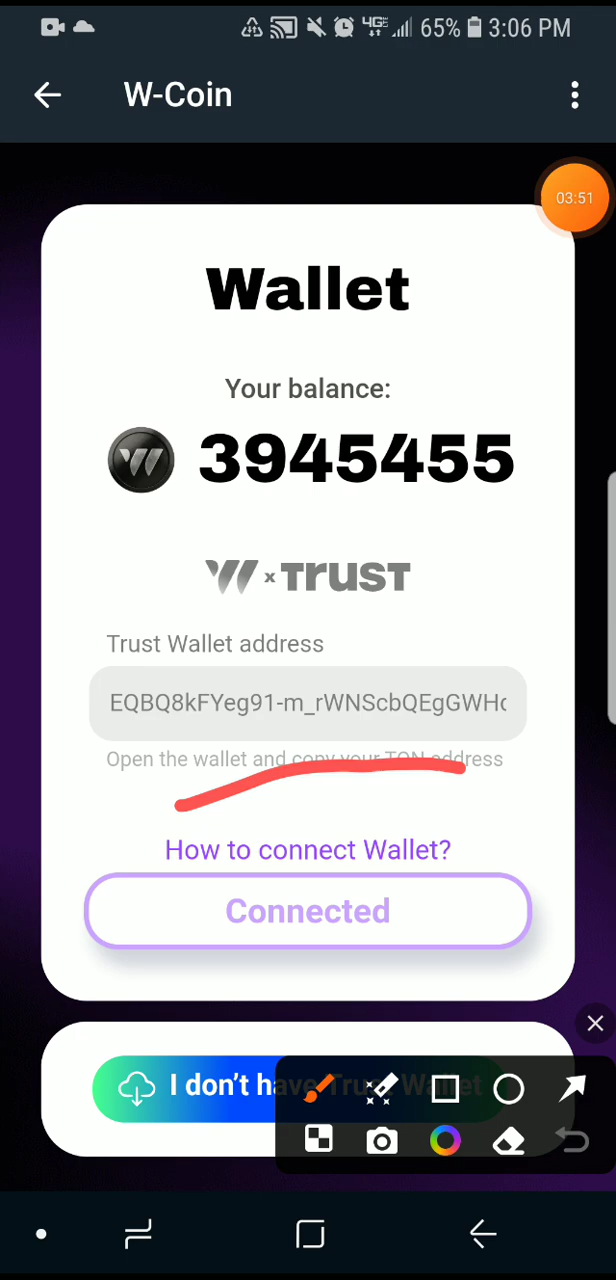 4G 65% 3:06 PM
W-Coin
03:51
Wallet
Your balance:
3945455
W x TRUST
Trust Wallet address
EQBQ8kFYeg91-m_rWNScbQEgGWH
Open the wallet and copy your TON address
How to connect Wallet?
Connected
I don't have Trust Wallet